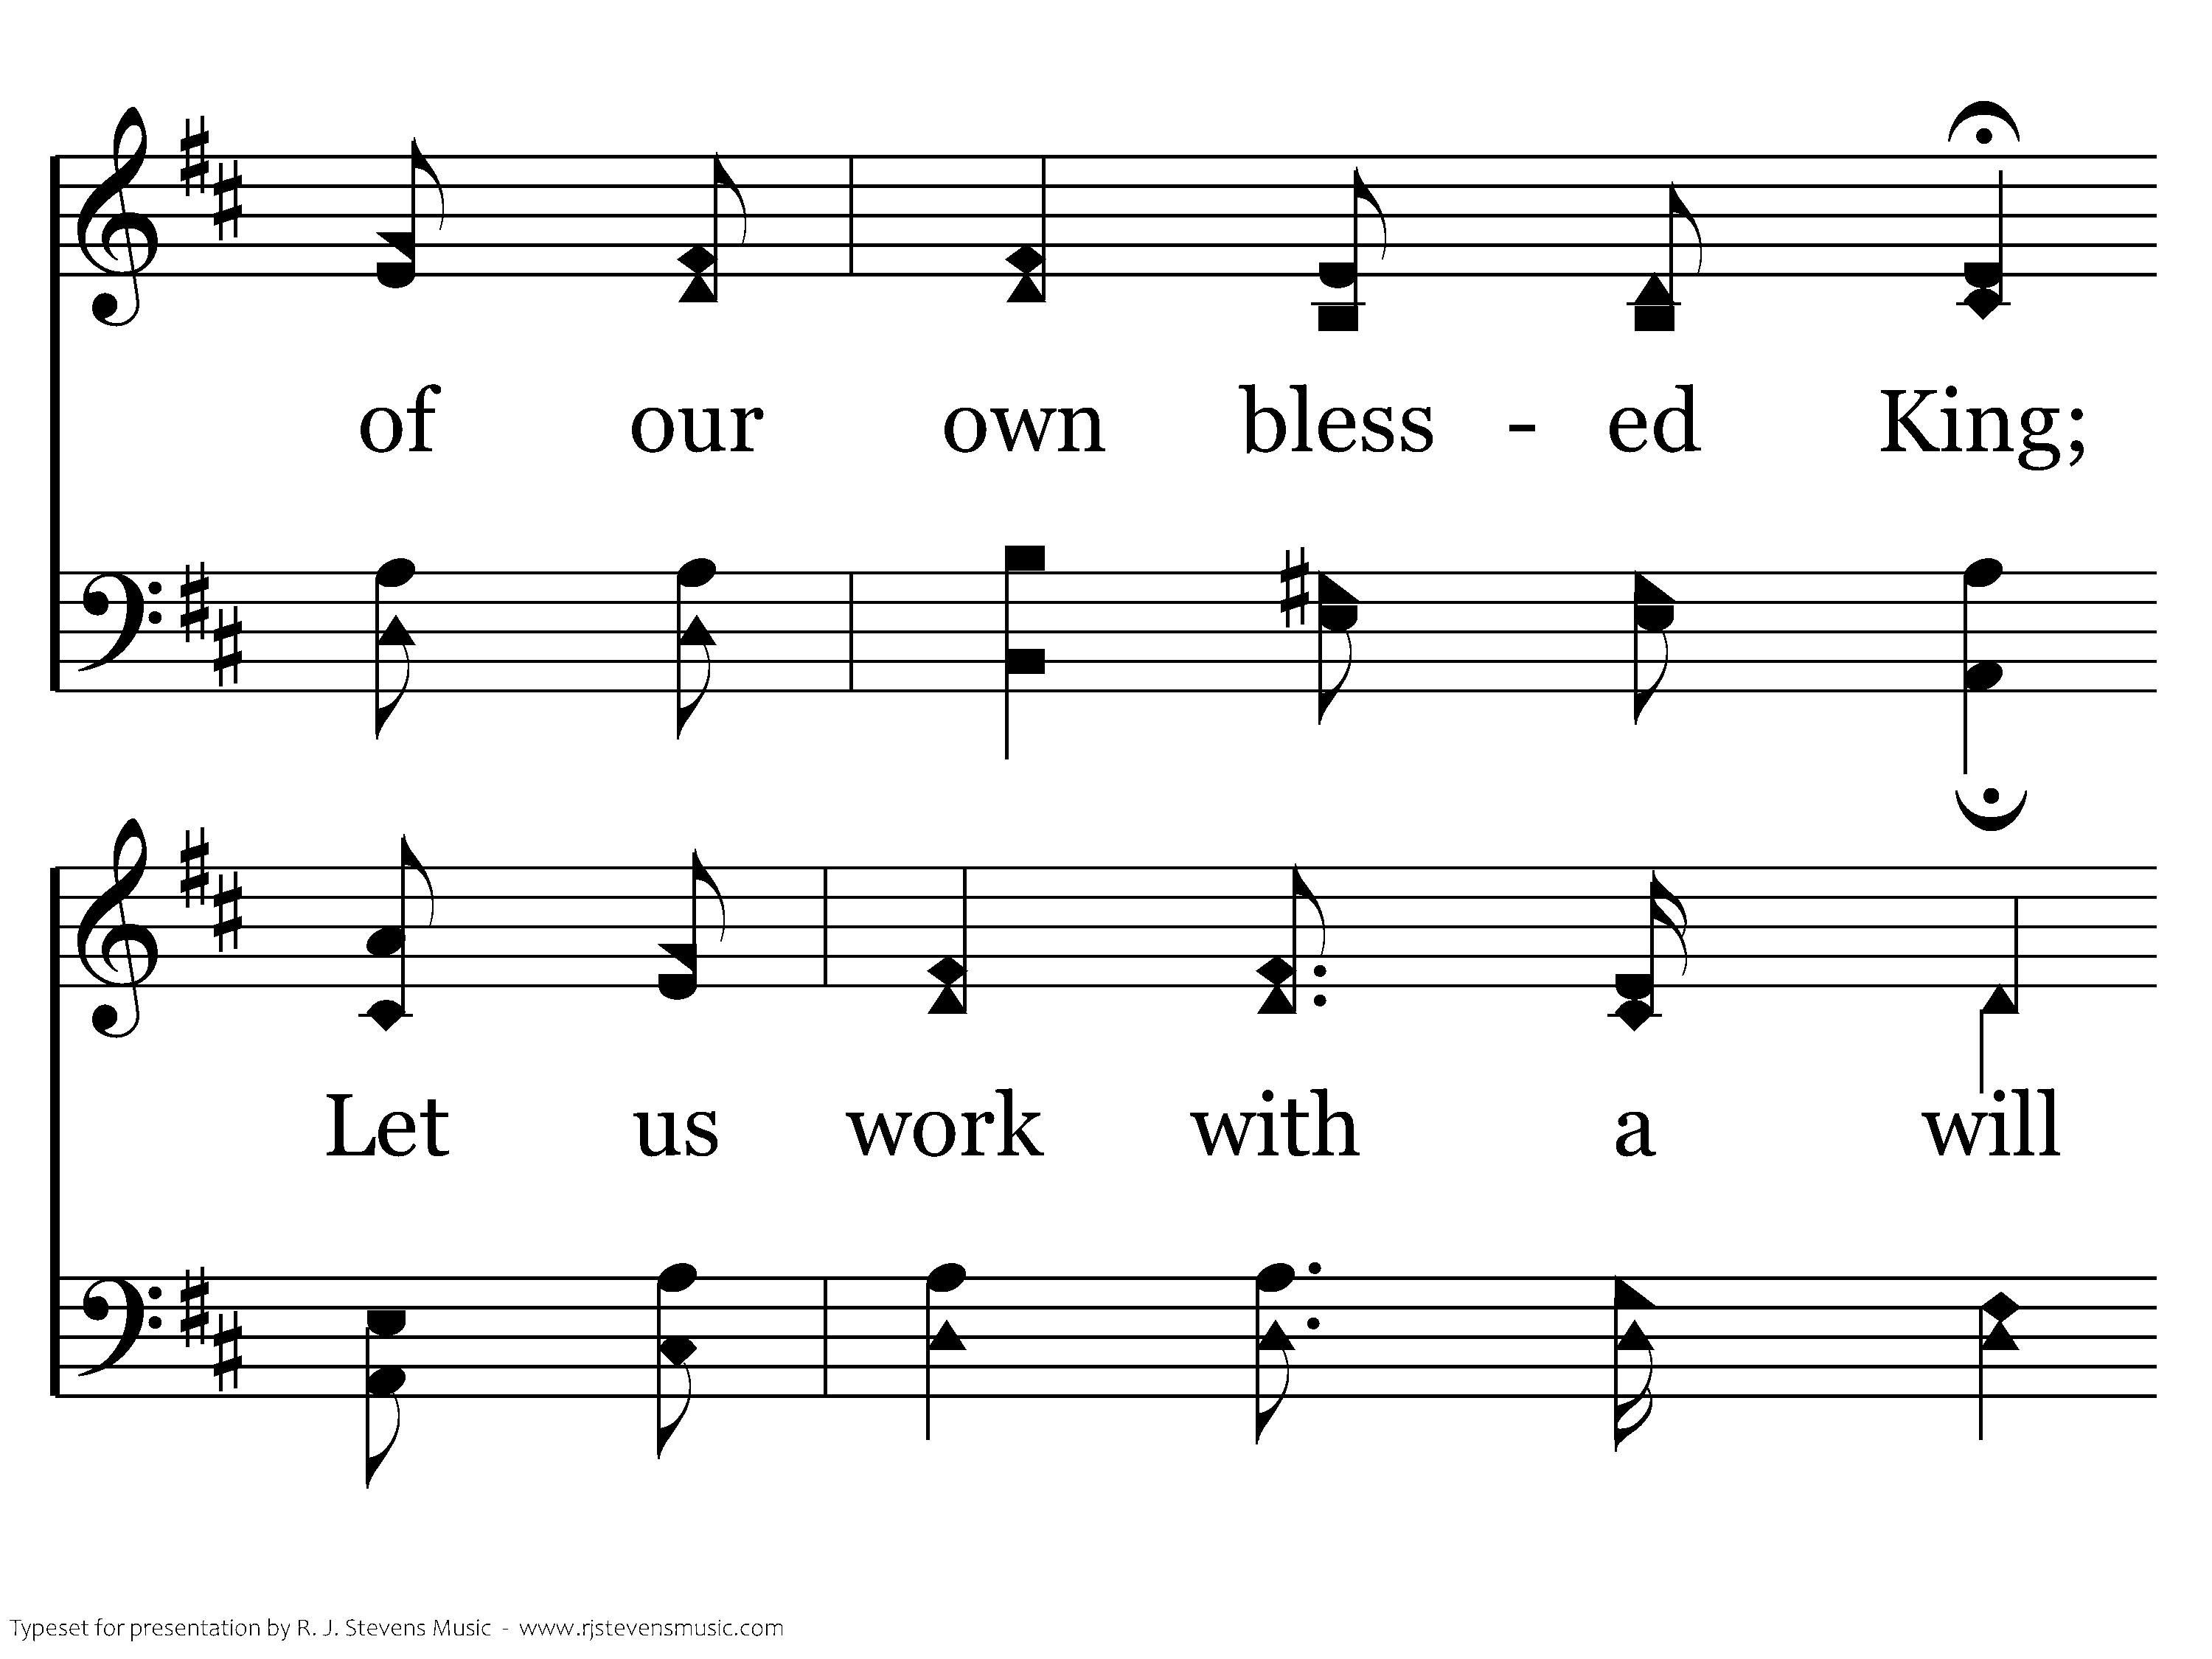 of our own bless - ed King;
Let us work with a will
Typeset for presentation by R. J. Stevens Music - www.rjstevensmusic.com